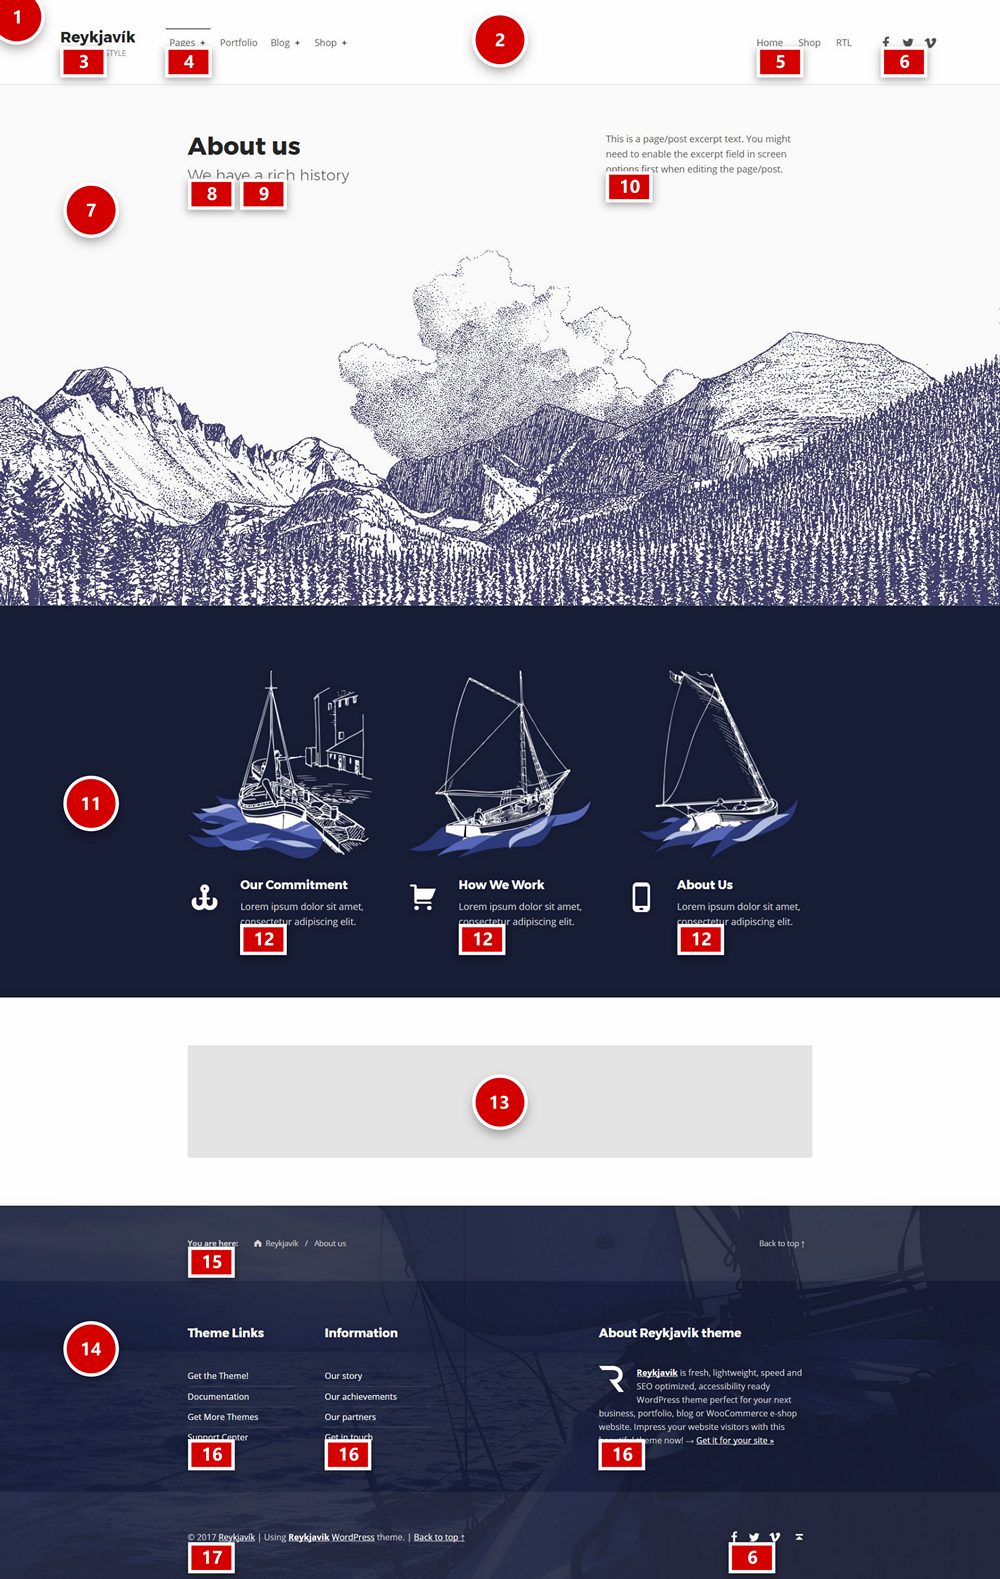 1
Reykjavík
STYLE
3
Pages +
Portfolio
Blog +
Shop +
4
2
Home
Shop
RTL
5
6
About us
We have a rich history
8
9
This is a page/post excerpt text. You might
need to enable the excerpt field in screen
options first when editing the page/post.
10
7
11
Our Commitment
Lorem ipsum dolor sit amet,
consectetur adipiscing elit.
12
How We Work
Lorem ipsum dolor sit amet,
consectetur adipiscing elit.
12
About Us
Lorem ipsum dolor sit amet,
consectetur adipiscing elit.
12
13
You are here: Reykjavík / About us
Back to top ↑
15
14
Theme Links
Get the Theme!
Documentation
Get More Themes
Support Center
16
Information
Our story
Our achievements
Our partners
Get in touch
16
About Reykjavik theme
Reykjavik is fresh, lightweight, speed and
SEO optimized, accessibility ready
WordPress theme perfect for your next
business, portfolio, blog or WooCommerce e-shop
website. Impress your website visitors with this
theme now! → Get it for your site »
16
© 2017 Reykjavík | Using Reykjavik WordPress theme. | Back to top ↑
17
6